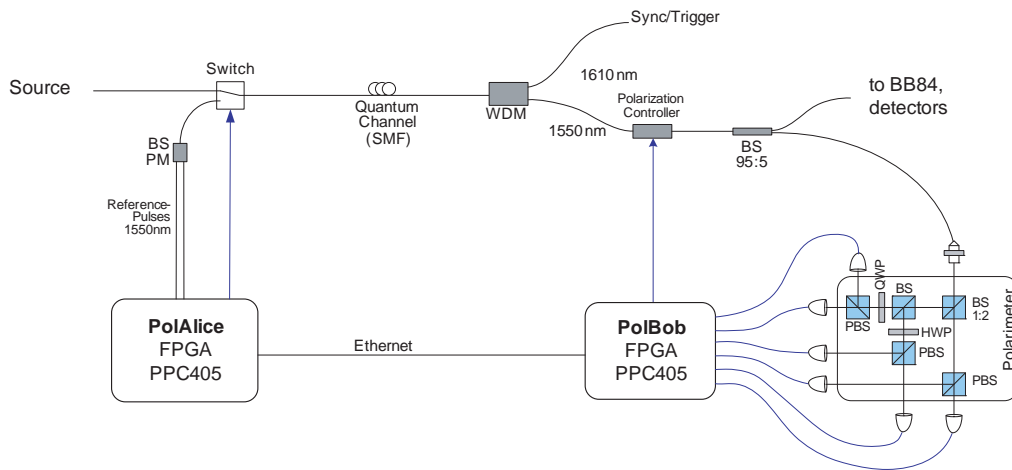 Sync/Trigger
Source
Switch
1610 nm
to BB84,
detectors
Quantum
Channel
(SMF)
WDM
1550 nm
Polarization
Controller
BS
95:5
BS
PM
Reference-
Pulses
1550nm
PolAlice
FPGA
PPC405
Ethernet
PolBob
FPGA
PPC405
QWP
BS
BS
1:2
PBS
HWP
PBS
PBS
Polarimeter